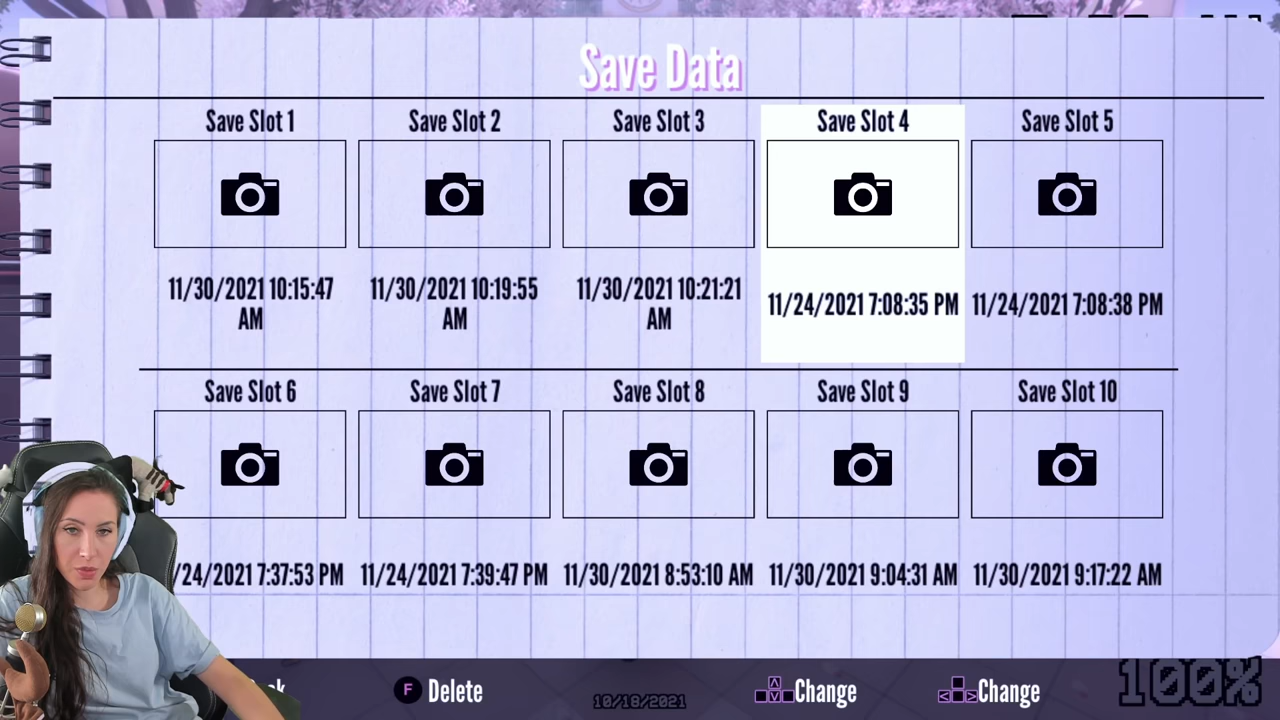 Save Data
Save Slot 1
Save Slot 2
Save Slot 3
Save Slot 4
Save Slot 5
11/30/2021 10:15:47
AM
11/30/2021 10:19:55
AM
11/30/2021 10:21:21
AM
11/24/2021 7:08:35 PM
11/24/2021 7:08:38 PM
Save Slot 6
Save Slot 7
Save Slot 8
Save Slot 9
Save Slot 10
/24/2021 7:37:53 PM
11/24/2021 7:39:47 PM
11/30/2021 8:53:10 AM
11/30/2021 9:04:31 AM
11/30/2021 9:17:22 AM
F Delete
10/18/2021
Change
Change
100%